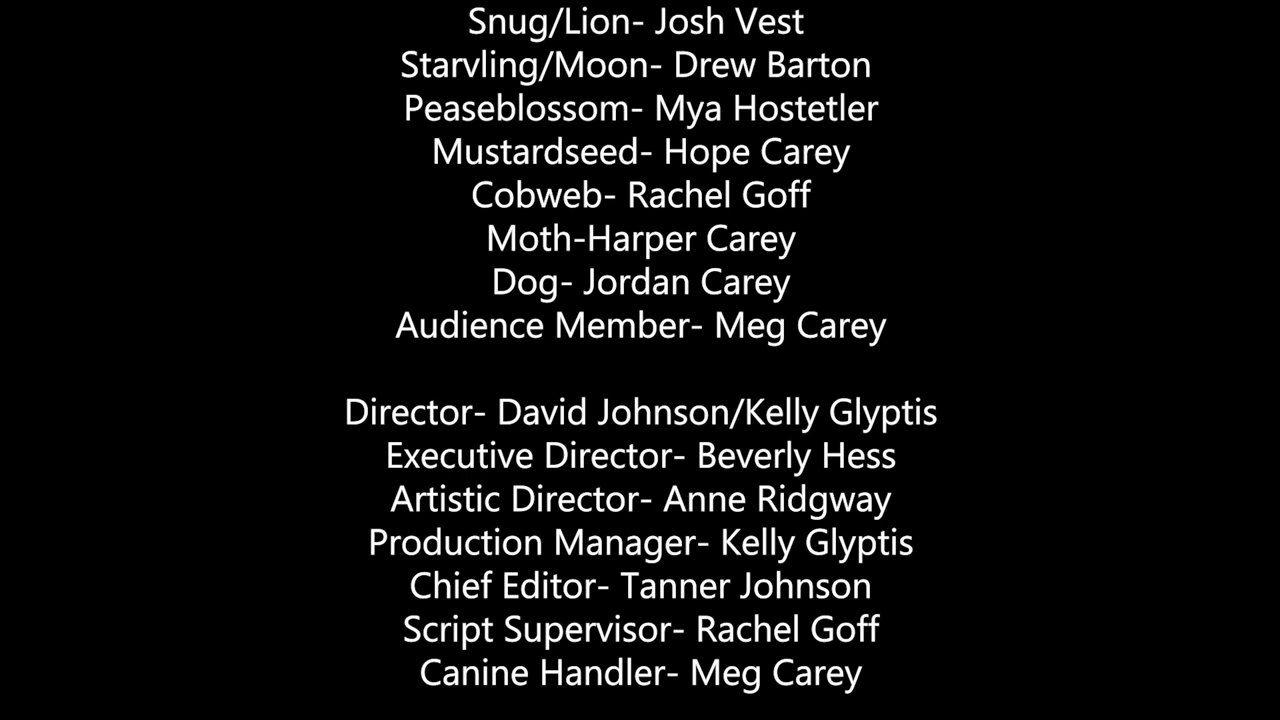 Snug/Lion- Josh Vest
Starvling/Moon- Drew Barton
Peaseblossom- Mya Hostetler
Mustardseed- Hope Carey
Cobweb- Rachel Goff
Moth-Harper Carey
Dog- Jordan Carey
Audience Member- Meg Carey
Director- David Johnson/Kelly Glyptis
Executive Director- Beverly Hess
Artistic Director- Anne Ridgway
Production Manager- Kelly Glyptis
Chief Editor- Tanner Johnson
Script Supervisor- Rachel Goff
Canine Handler- Meg Carey